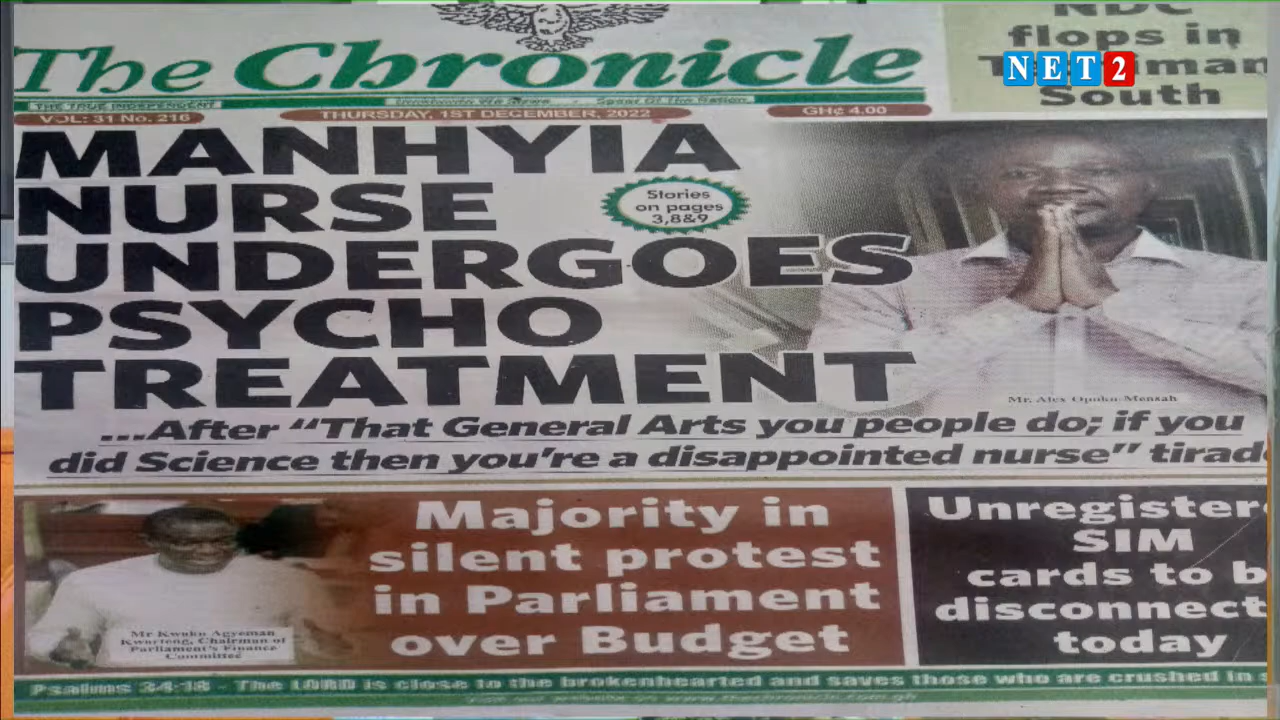 The Chronicle
THE TRUE INDEPENDENT
VOL: 31 No. 216
THURSDAY, 1ST DECEMBER, 2022
GH¢ 4.00
NDC
flops in
South
NET2
MANHYIA
NURSE
UNDERGOES
PSYCHO
TREATMENT
Stories
on pages
3,8&9
Mr. Alex Opoku-Mensah
...After “That General Arts you people do; if you
did Science then you're a disappointed nurse” tirad
Mr Kwaku Agyeman
Kwarteng, Chairman of
Parliament's Finance
Committee
Majority in
silent protest
in Parliament
over Budget
Unregister
SIM
cards to b
disconnect
today
Psalms 34:18 - The LORD is close to the brokenhearted and saves those who are crushed in s